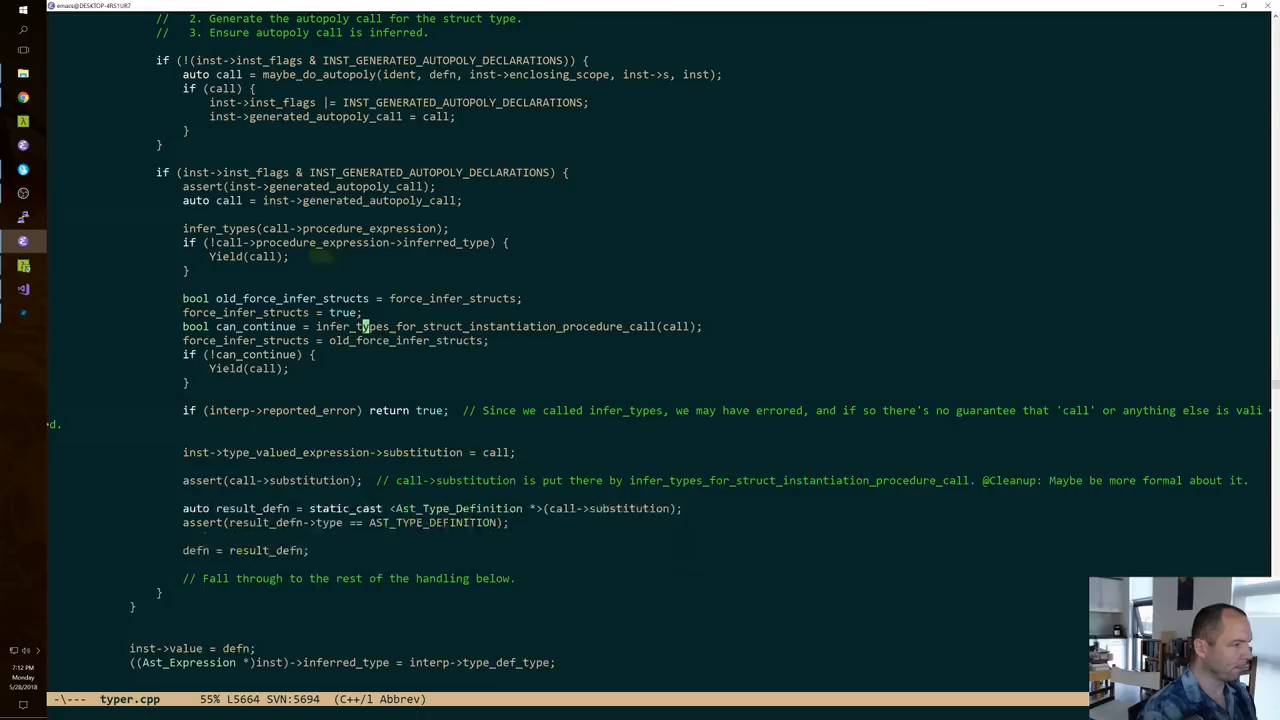 emacs@DESKTOP-4RS1UR7
//   2. Generate the autopoly call for the struct type.
//   3. Ensure autopoly call is inferred.
if (!(inst->inst_flags & INST_GENERATED_AUTOPOLY_DECLARATIONS)) {
auto call = maybe_do_autopoly(ident, defn, inst->enclosing_scope, inst->s, inst);
if (call) {
inst->inst_flags |= INST_GENERATED_AUTOPOLY_DECLARATIONS;
inst->generated_autopoly_call = call;
}
}
if (inst->inst_flags & INST_GENERATED_AUTOPOLY_DECLARATIONS) {
assert(inst->generated_autopoly_call);
auto call = inst->generated_autopoly_call;
infer_types(call->procedure_expression);
if (!call->procedure_expression->inferred_type) {
Yield(call);
}
bool old_force_infer_structs = force_infer_structs;
force_infer_structs = true;
bool can_continue = infer_types_for_struct_instantiation_procedure_call(call);
force_infer_structs = old_force_infer_structs;
if (!can_continue) {
Yield(call);
}
if (interp->reported_error) return true;  // Since we called infer_types, we may have errored, and if so there's no guarantee that 'call' or anything else is vali
d.
inst->type_valued_expression->substitution = call;
assert(call->substitution);  // call->substitution is put there by infer_types_for_struct_instantiation_procedure_call. @Cleanup: Maybe be more formal about it.
auto result_defn = static_cast <Ast_Type_Definition *>(call->substitution);
assert(result_defn->type == AST_TYPE_DEFINITION);
defn = result_defn;
// Fall through to the rest of the handling below.
}
}
inst->value = defn;
((Ast_Expression *)inst)->inferred_type = interp->type_def_type;
-\---  typer.cpp      55% L5664  SVN:5694  (C++/l Abbrev)
7:12 PM
Monday
5/28/2018